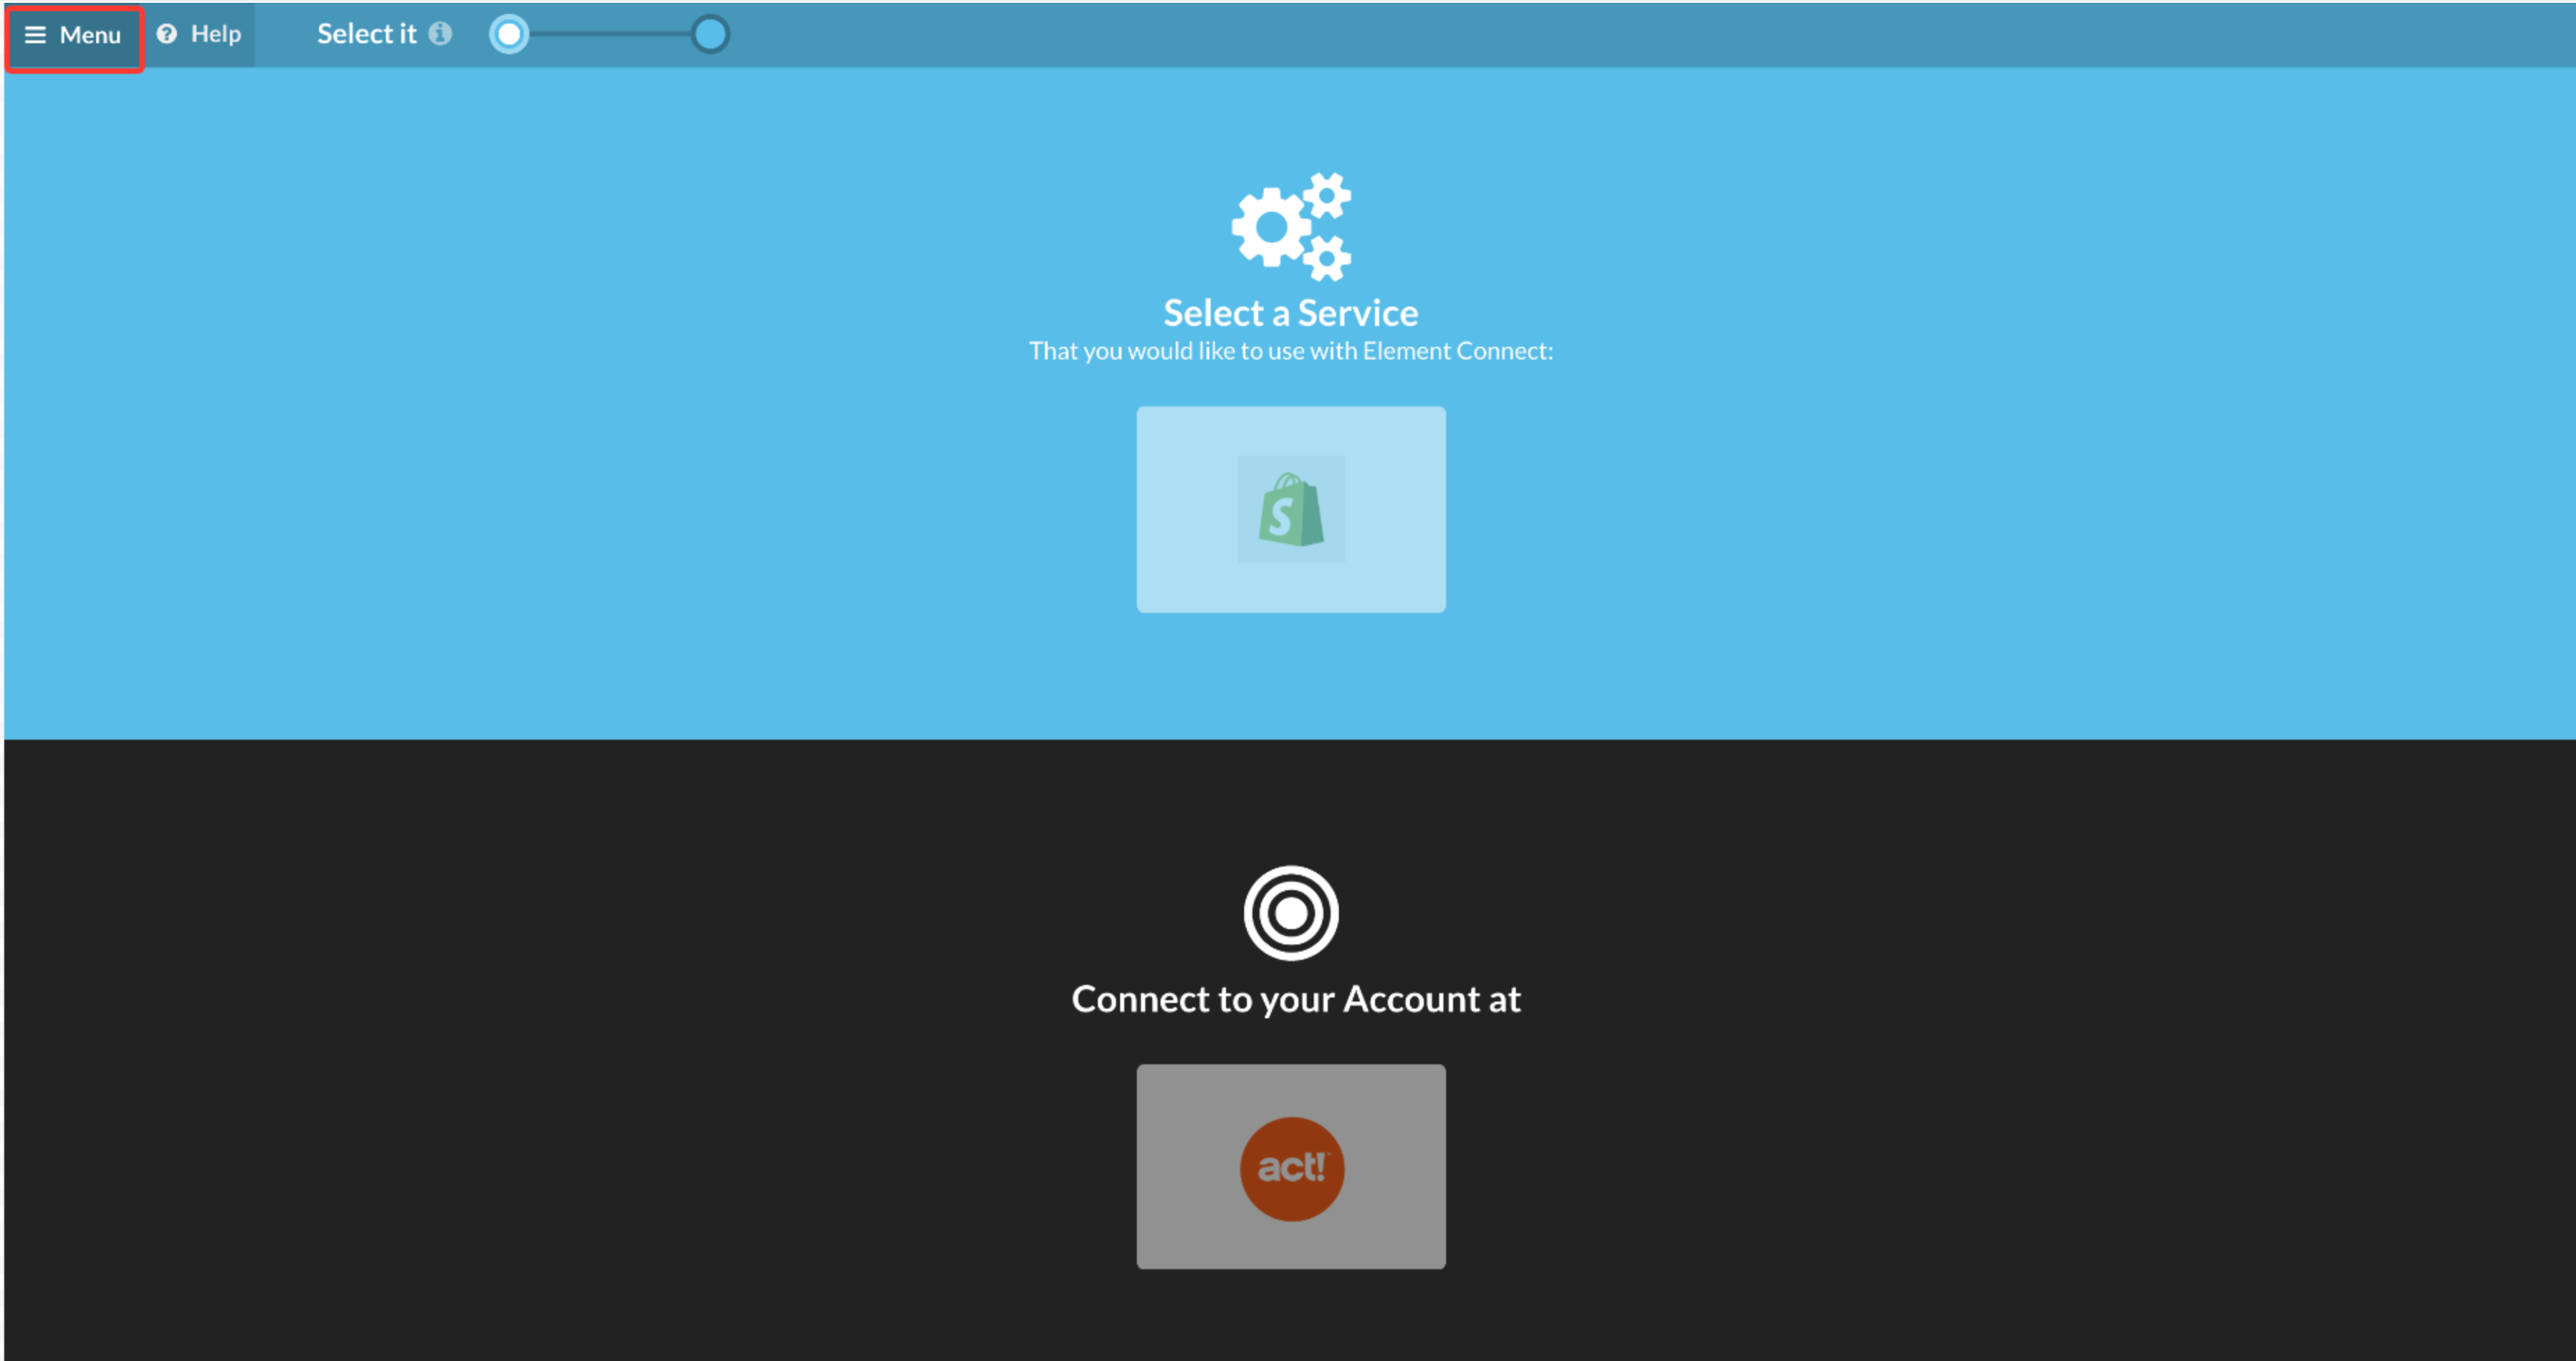 Menu
Help
Select it
Select a Service
That you would like to use with Element Connect:
S
Connect to your Account at
act!